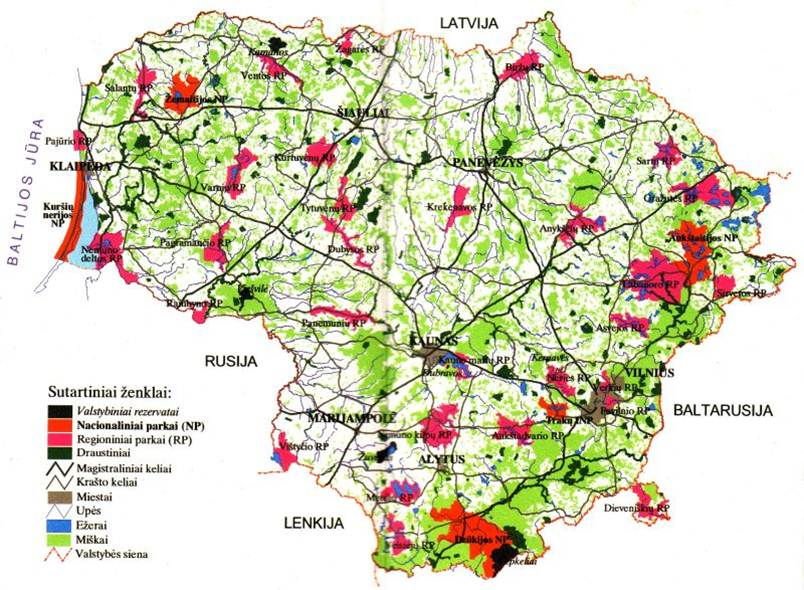 LATVIJA
Kamanos
Žagarės RP
Ventos RP
Biržų RP
Salantų RP
Žemaitijos NP
ŠIAULIAI
BALTIJOS JŪRA
Pajūrio RP
KLAIPĖDA
Kurtuvėnų RP
PANEVĖŽYS
Sartų RP
Varnių RP
Gražutės RP
Kuršių
nerijos
NP
Tytuvėnų RP
Krekenavos RP
Anykščių RP
Nemuno
deltos RP
Pagramančio RP
Dubysos RP
Aukštaitijos NP
Labanoro RP
Sirvėtos RP
Viešvilė
Rambyno RP
Panemunių RP
Asvejos RP
KAUNAS
RUSIJA
Kauno marių RP
Dubravos
Kernavės
Neries RP
VILNIUS
Verkių RP
Pavilnio RP
Trakų INP
BALTARUSIJA
MARIJAMPOLĖ
Aukštadvario RP
Vištyčio RP
ALYTUS
Dieveniškių RP
LENKIJA
Dzūkijos NP
Sutartiniai ženklai:
Valstybiniai rezervatai
Nacionaliniai parkai (NP)
Regioniniai parkai (RP)
Draustiniai
Magistraliniai keliai
Krašto keliai
Miestai
Upės
Ežerai
Miškai
Valstybės siena